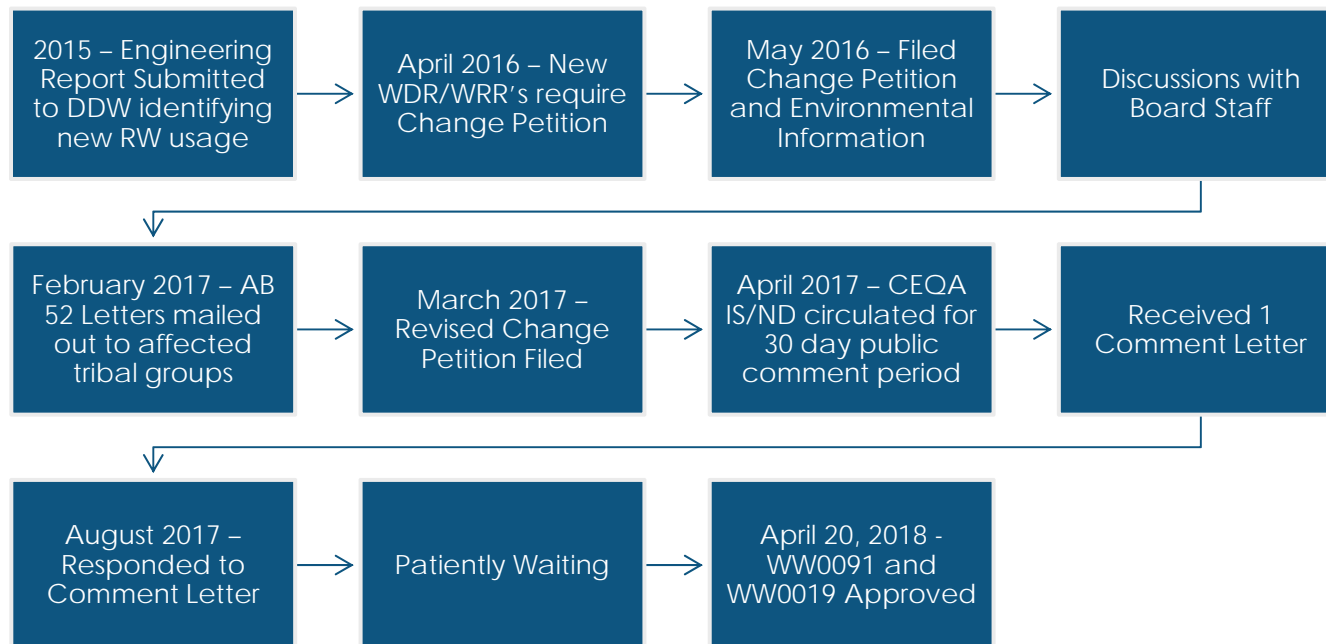 2015 – Engineering
Report Submitted
to DDW identifying
new RW usage
April 2016 – New
WDR/WRR's require
Change Petition
May 2016 – Filed
Change Petition
and Environmental
Information
Discussions with
Board Staff
February 2017 – AB
52 Letters mailed
out to affected
tribal groups
March 2017 –
Revised Change
Petition Filed
April 2017 – CEQA
IS/ND circulated for
30 day public
comment period
Received 1
Comment Letter
August 2017 –
Responded to
Comment Letter
Patiently Waiting
April 20, 2018 -
WW0091 and
WW0019 Approved